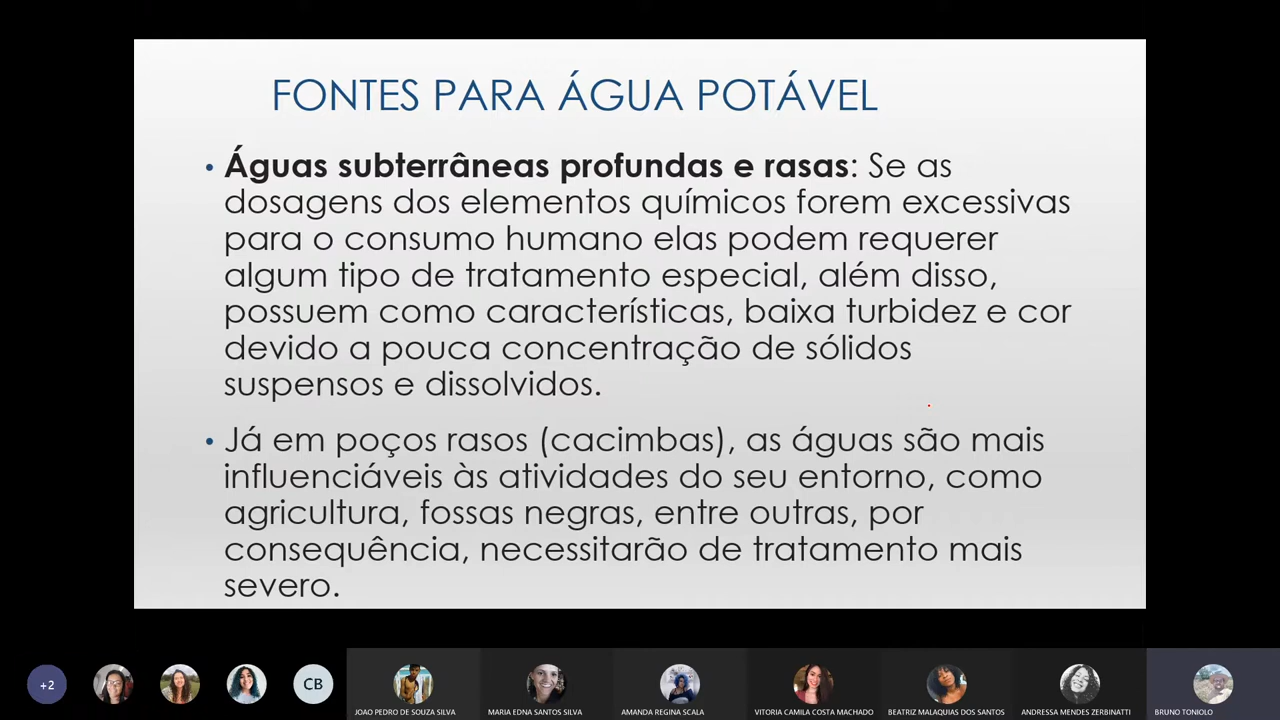 FONTES PARA ÁGUA POTÁVEL
• Águas subterrâneas profundas e rasas: Se as
dosagens dos elementos químicos forem excessivas
para o consumo humano elas podem requerer
algum tipo de tratamento especial, além disso,
possuem como características, baixa turbidez e cor
devido a pouca concentração de sólidos
suspensos e dissolvidos.
• Já em poços rasos (cacimbas), as águas são mais
influenciáveis às atividades do seu entorno, como
agricultura, fossas negras, entre outras, por
consequência, necessitarão de tratamento mais
severo.
+2
CB
JOAO PEDRO DE SOUZA SILVA
MARIA EDNA SANTOS SILVA
AMANDA REGINA SCALA
VITORIA CAMILA COSTA MACHADO
BEATRIZ MALAQUIAS DOS SANTOS
ANDRESSA MENDES ZERBINATTI
BRUNO TONIOLO